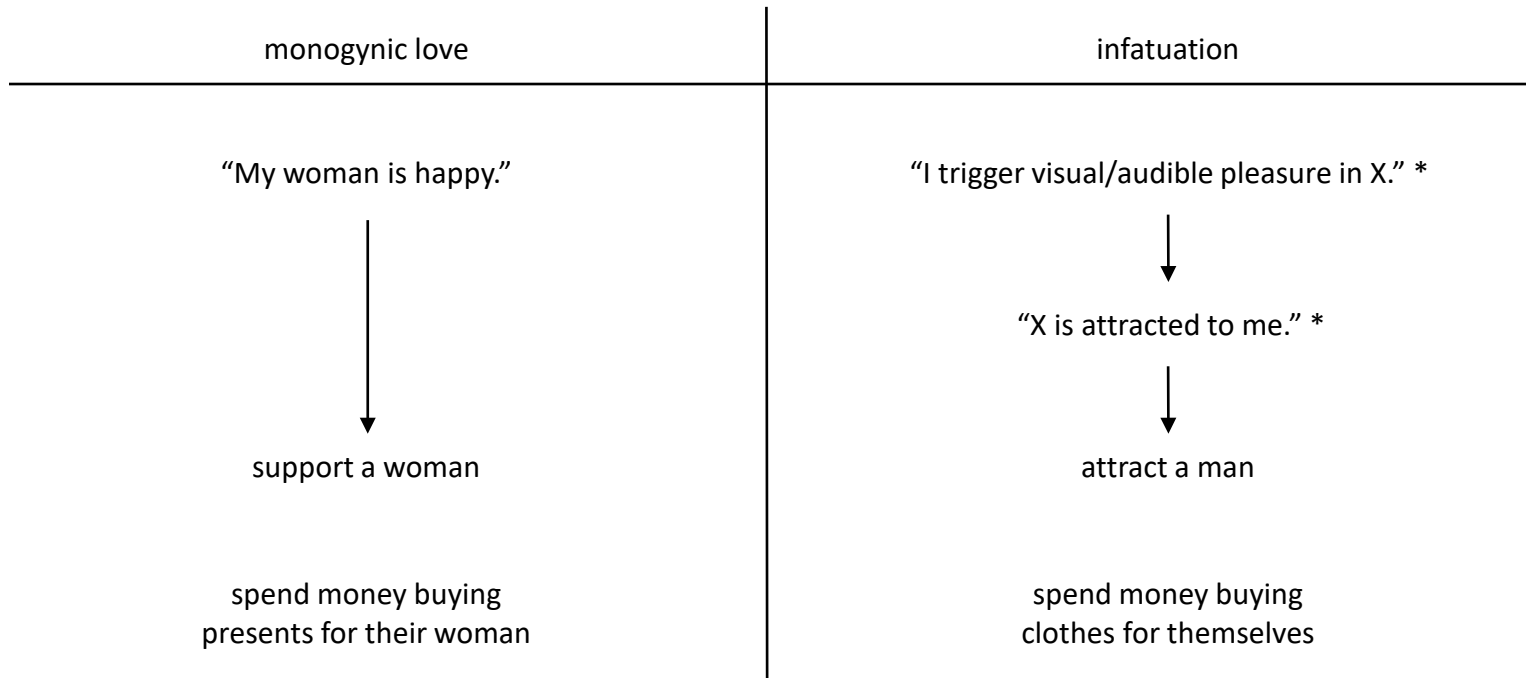 monogynic love
infatuation
“My woman is happy.”
“I trigger visual/audible pleasure in X.” *
“X is attracted to me.” *
support a woman
attract a man
spend money buying
presents for their woman
spend money buying
clothes for themselves